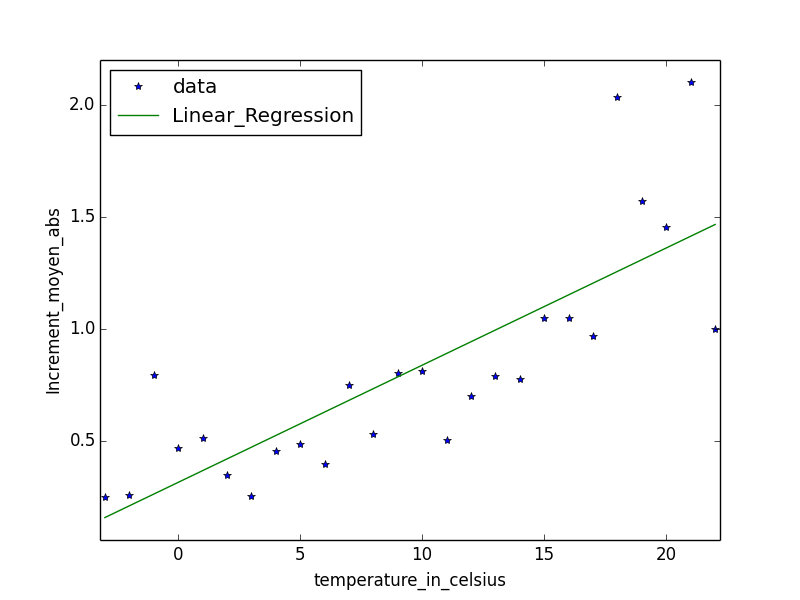 data
Linear_Regression
2.0
1.5
1.0
0.5
Increment_moyen_abs
0 5 10 15 20
temperature_in_celsius